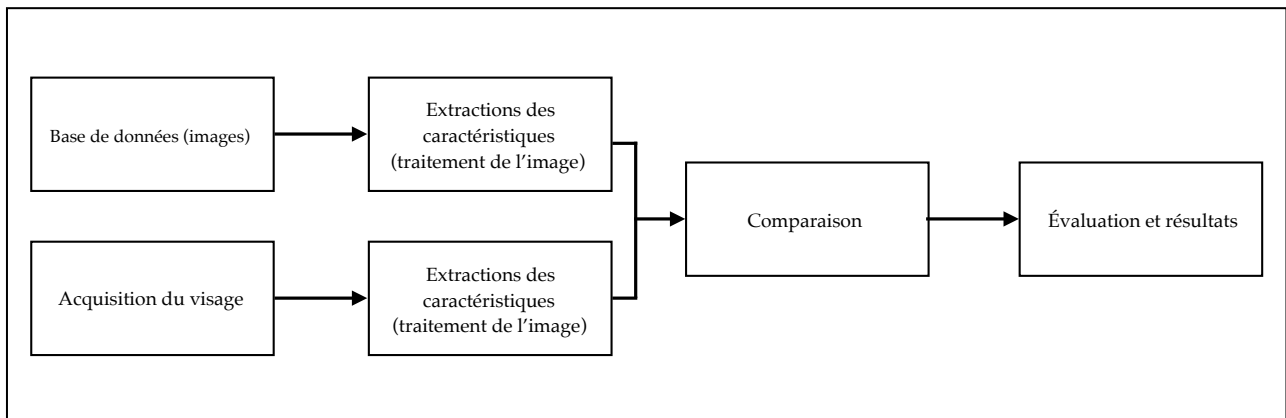 Base de données (images)
Extractions des
caractéristiques
(traitement de l’image)
Acquisition du visage
Extractions des
caractéristiques
(traitement de l’image)
Comparaison
Évaluation et résultats